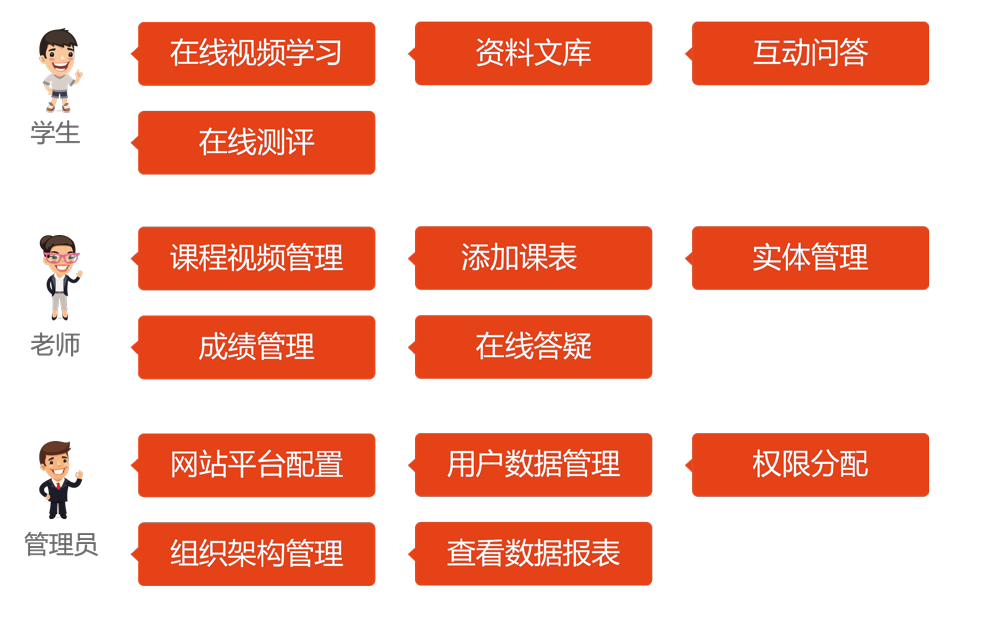 在线视频学习
资料文库
互动问答
学生
在线测评
课程视频管理
添加课表
实体管理
老师
成绩管理
在线答疑
网站平台配置
用户数据管理
权限分配
管理员
组织架构管理
查看数据报表